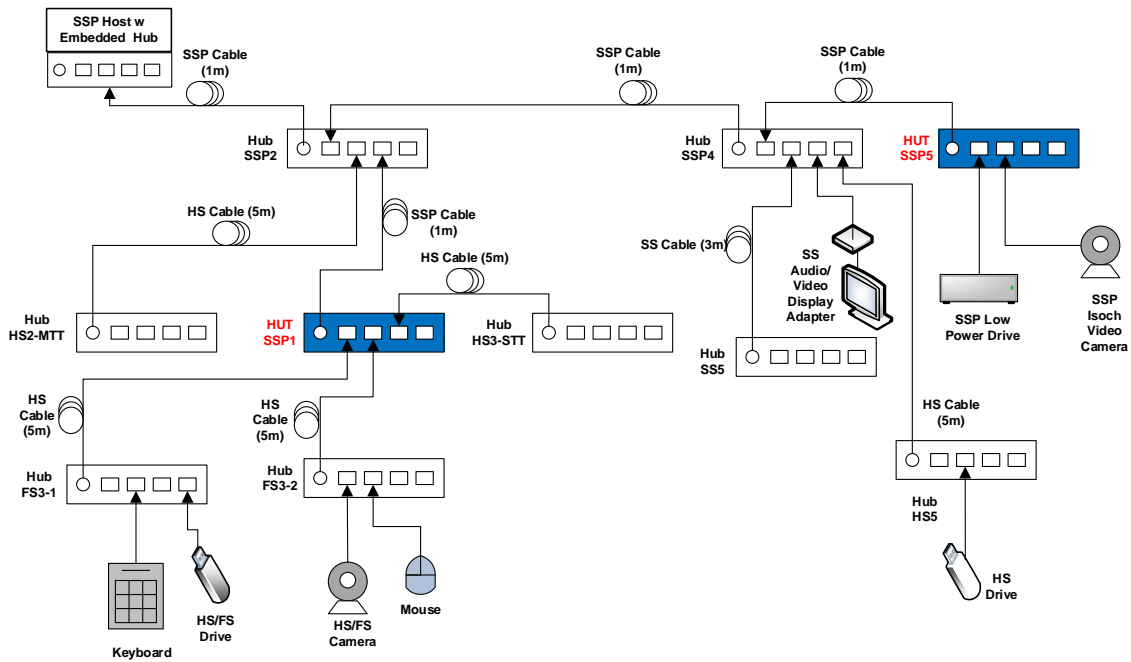 SSP Host w
Embedded Hub
SSP Cable
(1m)
SSP Cable
(1m)
SSP Cable
(1m)
Hub
SSP2
Hub
SSP4
HUT
SSP5
HS Cable (5m)
SSP Cable
(1m)
HS Cable (5m)
SS Cable (3m)
SS
Audio/
Video
Display
Adapter
SSP Low
Power Drive
SSP
Isoch
Video
Camera
Hub
HS2-MTT
HUT
SSP1
Hub
HS3-STT
Hub
SS5
HS
Cable
(5m)
HS
Cable
(5m)
HS Cable
(5m)
Hub
FS3-1
Hub
FS3-2
Hub
HS5
Keyboard
HS/FS
Drive
HS/FS
Camera
Mouse
HS
Drive